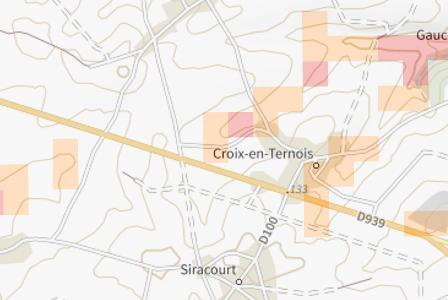 Gauc
Croix-en-Ternois
133
D939
D100
Siracourt